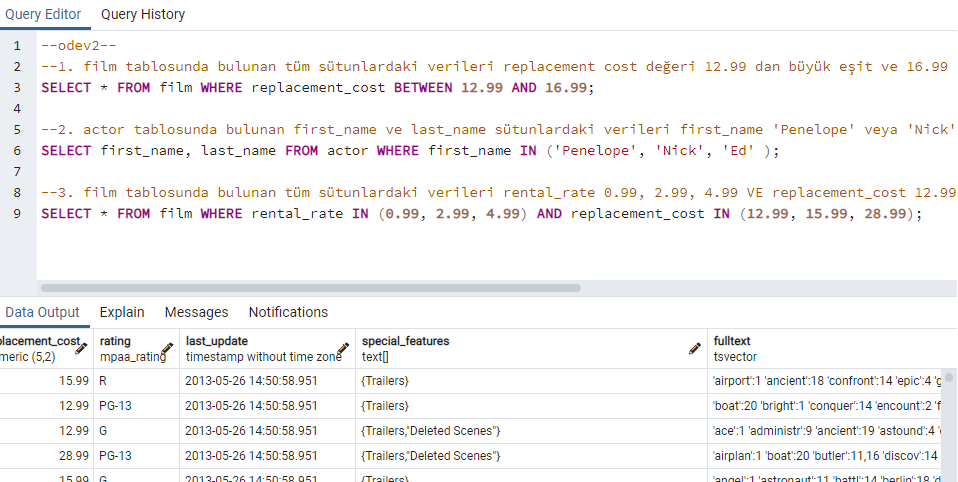 Query Editor Query History
1 --odev2--
2 --1. film tablosunda bulunan tüm sütunlardaki verileri replacement cost değeri 12.99 dan büyük eşit ve 16.99
3 SELECT * FROM film WHERE replacement_cost BETWEEN 12.99 AND 16.99;
4
5 --2. actor tablosunda bulunan first_name ve last_name sütunlardaki verileri first_name 'Penelope' veya 'Nick'
6 SELECT first_name, last_name FROM actor WHERE first_name IN ('Penelope', 'Nick', 'Ed' );
7
8 --3. film tablosunda bulunan tüm sütunlardaki verileri rental_rate 0.99, 2.99, 4.99 VE replacement_cost 12.99
9 SELECT * FROM film WHERE rental_rate IN (0.99, 2.99, 4.99) AND replacement_cost IN (12.99, 15.99, 28.99);
Data Output Explain Messages Notifications
placement_cost rating last_update special_features fulltext
meric (5,2) mpaa_rating timestamp without time zone text[] tsvector
15.99 R 2013-05-26 14:50:58.951 {Trailers} 'airport':1 'ancient':18 'confront':14 'epic':4 'g
12.99 PG-13 2013-05-26 14:50:58.951 {Trailers} 'boat':20 'bright':1 'conquer':14 'encount':2 'f
12.99 G 2013-05-26 14:50:58.951 {Trailers,"Deleted Scenes"} 'ace':1 'administr':9 'ancient':19 'astound':4 '
28.99 PG-13 2013-05-26 14:50:58.951 {Trailers,"Deleted Scenes"} 'airplan':1 'boat':20 'butler':11,16 'discov':14
15.99 G 2013-05-26 14:50:58.951 {Trailers} 'angel':1 'astronaut':11 'battl':14 'berlin':18 'd